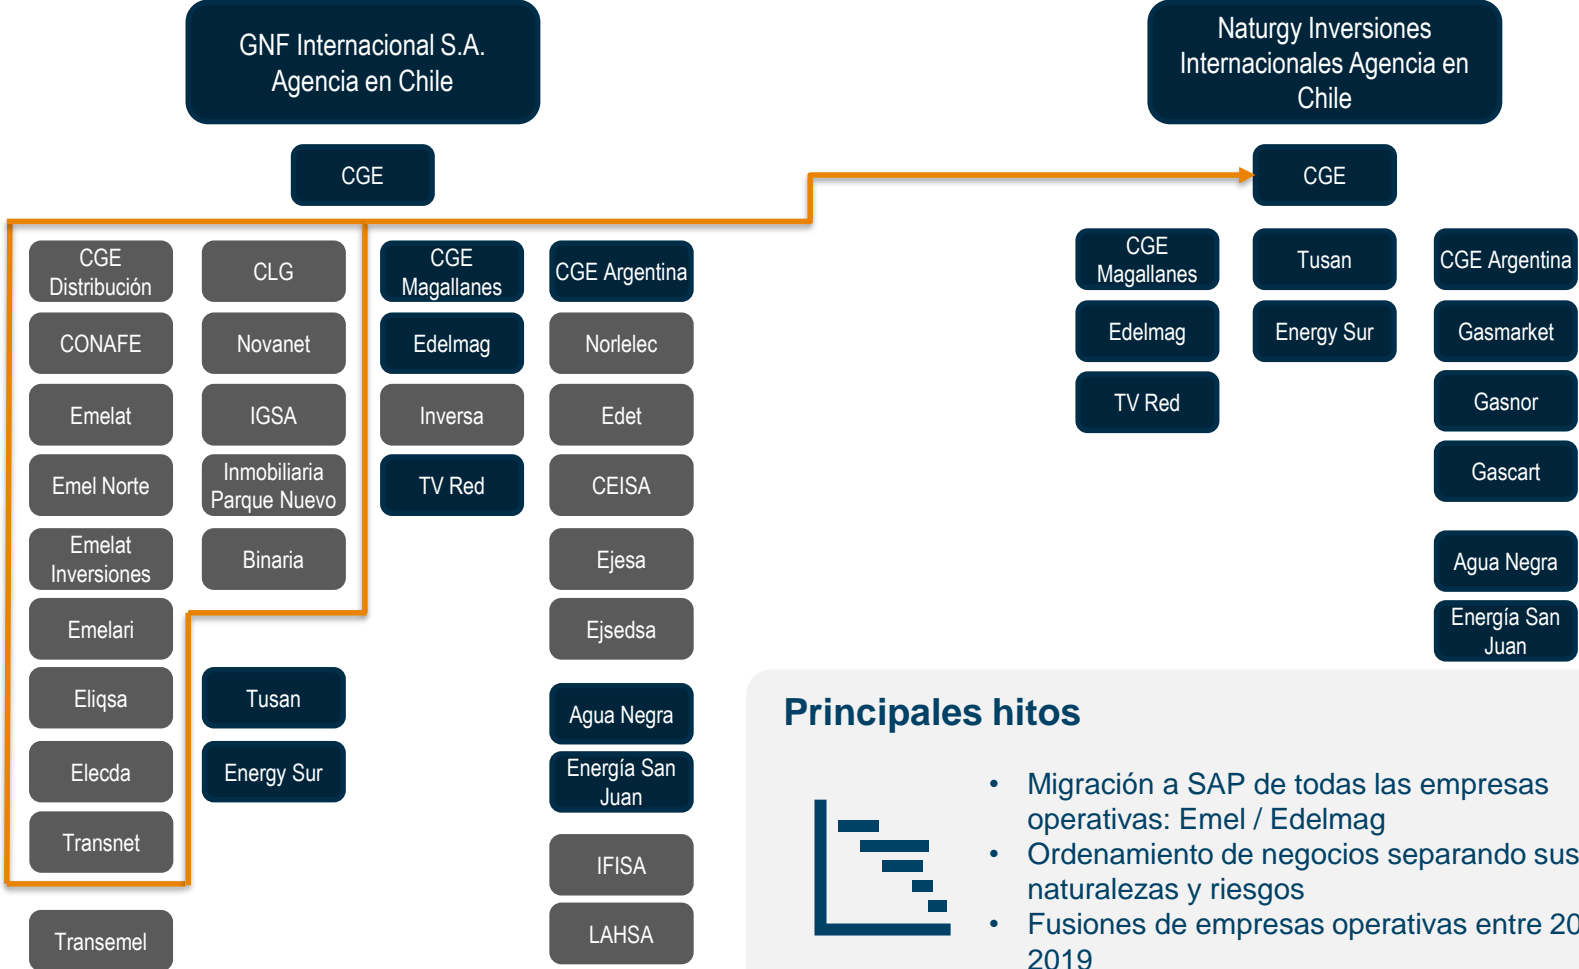 GNF Internacional S.A.
Agencia en Chile
CGE
CGE
Distribución
CONAFE
Emelat
Emel Norte
Emelat
Inversiones
Emelari
Eliqsa
Elecda
Transnet
Transemel
CLG
Novanet
IGSA
Inmobiliaria
Parque Nuevo
Binaria
Tusan
Energy Sur
CGE
Magallanes
Edelmag
Inversa
TV Red
CGE Argentina
Norlelec
Edet
CEISA
Ejesa
Ejsedsa
Agua Negra
Energía San
Juan
IFISA
LAHSA
Naturgy Inversiones
Internacionales Agencia en
Chile
CGE
CGE
Magallanes
Edelmag
TV Red
Tusan
Energy Sur
CGE Argentina
Gasmarket
Gasnor
Gascart
Agua Negra
Energía San
Juan
Principales hitos
• Migración a SAP de todas las empresas
operativas: Emel / Edelmag
• Ordenamiento de negocios separando sus
naturalezas y riesgos
• Fusiones de empresas operativas entre
2019